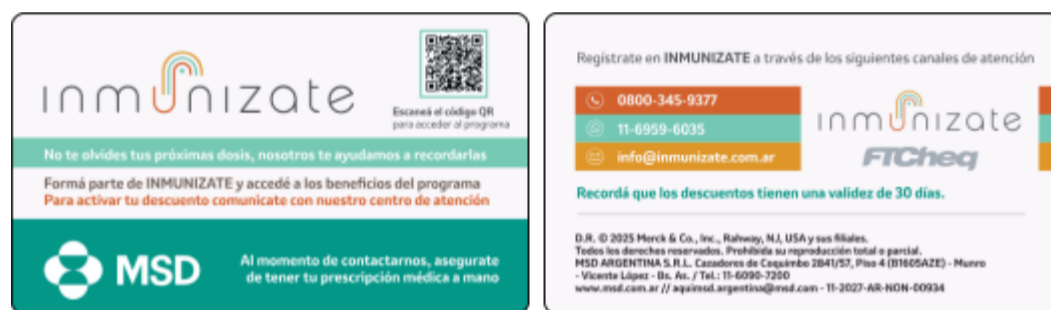 inmunizate
Escaneá el código QR
para acceder al programa
No te olvides tus próximas dosis, nosotros te ayudamos a recordarlas
Formá parte de INMUNIZATE y accedé a los beneficios del programa
Para activar tu descuento comunicate con nuestro centro de atención
MSD
Al momento de contactarnos, asegurate
de tener tu prescripción médica a mano
Regístrate en INMUNIZATE a través de los siguientes canales de atención
0800-345-9377
11-6959-6035
info@inmunizate.com.ar
inmunizate
FTCheq
Recordá que los descuentos tienen una validez de 30 días.
D.R. © 2025 Merck & Co., Inc., Rahway, NJ, USA y sus filiales.
Todos los derechos reservados. Prohibida su reproducción total o parcial.
MSD ARGENTINA S.R.L. Cazadores de Coquimbo 2841/57, Piso 4 (B1605AZE) - Munro
- Vicente López - Bs. As. / Tel.: 11-6090-7200
www.msd.com.ar // aquimsd.argentina@msd.com - 11-2027-AR-NON-00934